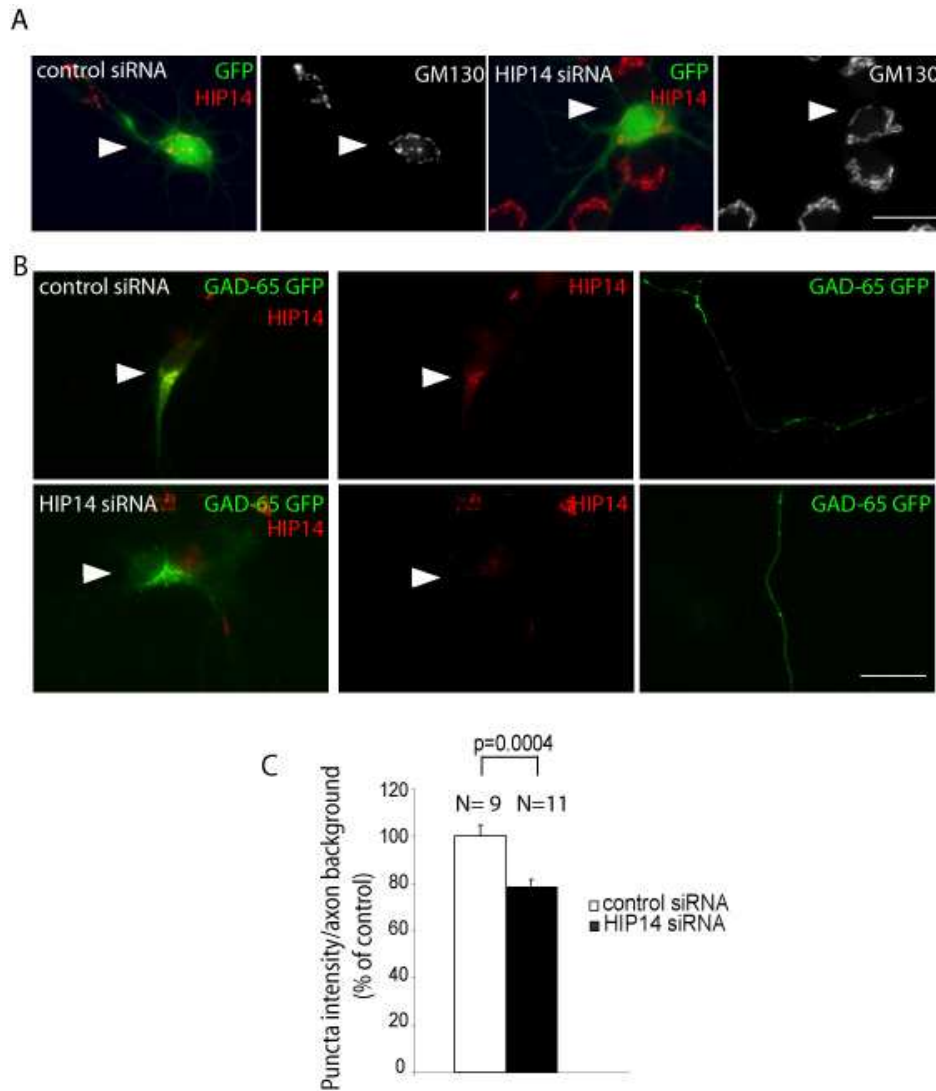 A
control siRNA GFP
HIP14
GM130
HIP14 siRNA GFP
HIP14
GM130
B
control siRNA GAD-65 GFP
HIP14
HIP14
GAD-65 GFP
HIP14 siRNA GAD-65 GFP
HIP14
HIP14
GAD-65 GFP
C
p=0.0004
N= 9 N=11
120
100
80
60
40
20
0
Puncta intensity/axon background
(% of control)
control siRNA
HIP14 siRNA